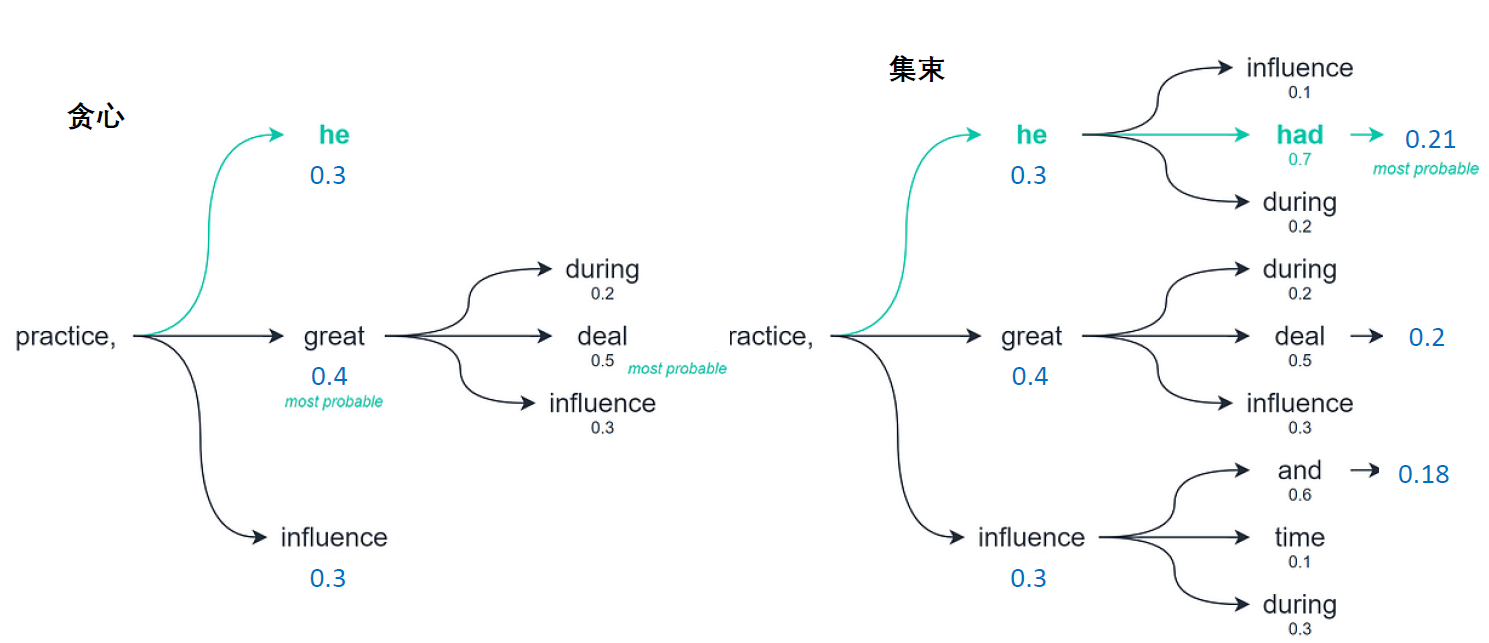 贪心
he
0.3
during
0.2
practice,
great
deal
0.4
0.5
most probable
most probable
influence
0.3
influence
0.3
集束
influence
0.1
he
had
0.21
0.3
0.7
most probable
during
0.2
during
0.2
ractice,
great
deal
0.2
0.4
0.5
influence
0.3
and
0.18
0.6
influence
time
0.3
0.1
during
0.3